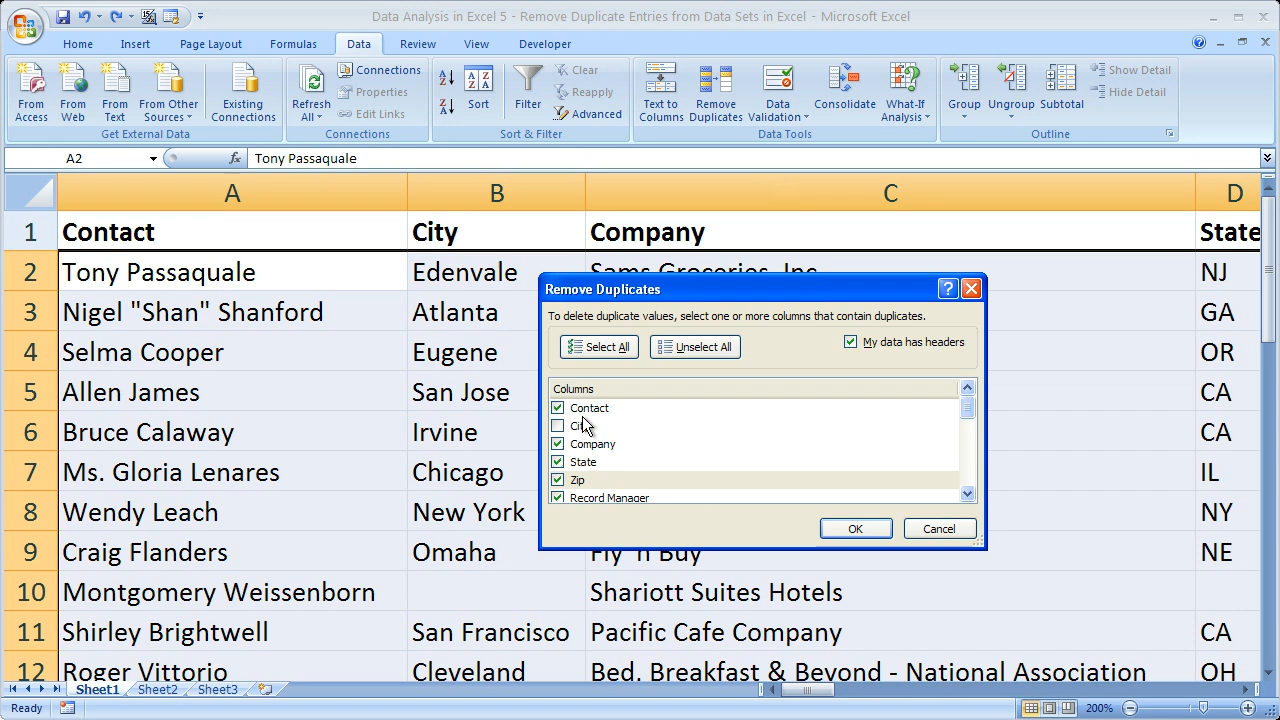 Data Analysis in Excel 5 - Remove Duplicate Entries from Data Sets in Excel - Microsoft Excel
Home Insert Page Layout Formulas Data Review View Developer
From Access
From Web
From Text
From Other Sources
Existing Connections
Get External Data
Refresh All
Connections
Properties
Edit Links
Connections
Sort
Filter
Clear
Reapply
Advanced
Sort & Filter
Text to Columns
Remove Duplicates
Data Validation
Consolidate
What-If Analysis
Data Tools
Group
Ungroup
Subtotal
Show Detail
Hide Detail
Outline
A2 fx Tony Passaquale
A B C D
1 Contact City Company State
2 Tony Passaquale Edenvale Sams Groceries, Inc. NJ
3 Nigel "Shan" Shanford Atlanta GA
4 Selma Cooper Eugene OR
5 Allen James San Jose CA
6 Bruce Calaway Irvine CA
7 Ms. Gloria Lenares Chicago IL
8 Wendy Leach New York NY
9 Craig Flanders Omaha Fly 'n Buy NE
10 Montgomery Weissenborn Shariott Suites Hotels
11 Shirley Brightwell San Francisco Pacific Cafe Company CA
12 Roger Vittorio Cleveland Bed, Breakfast & Beyond - National Association OH
Remove Duplicates
To delete duplicate values, select one or more columns that contain duplicates.
Select All Unselect All My data has headers
Columns
Contact
Company
State
Zip
Record Manager
OK Cancel
Sheet1 Sheet2 Sheet3
Ready 200%